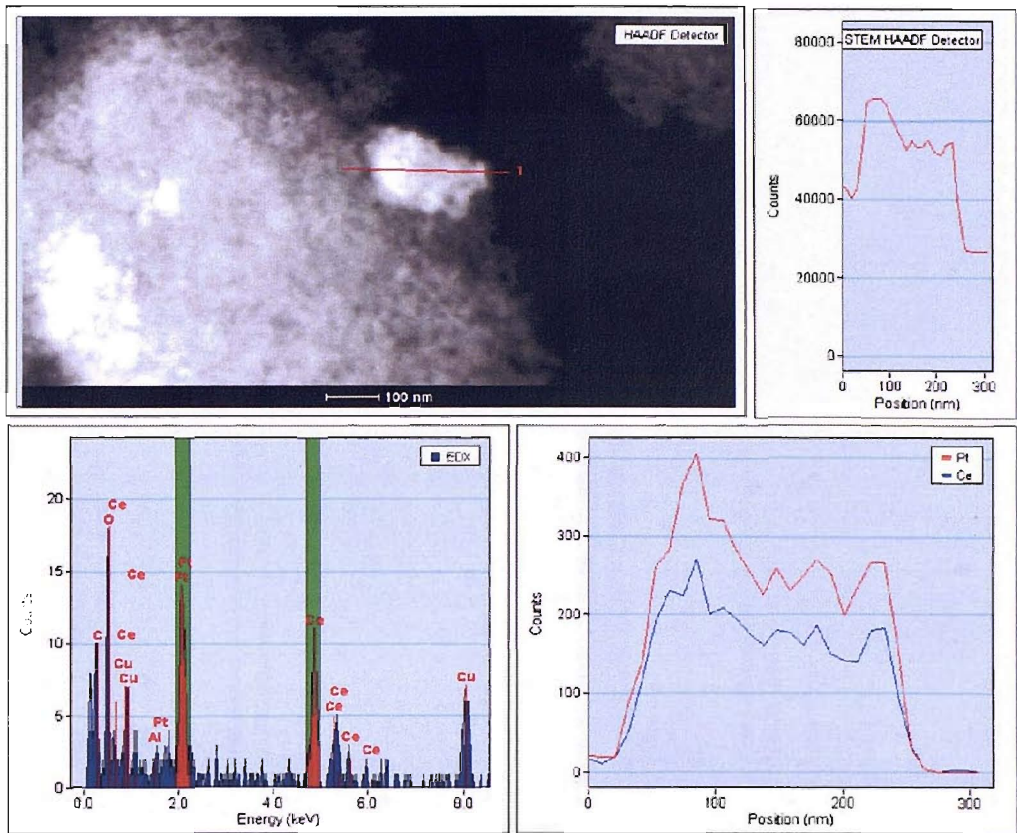 HAADF Detector
1
100 nm
STEM HAADF Detector
80000
60000
40000
20000
0
Counts
0 100 200 300
Position (nm)
EDX
20
15
10
5
0
Counts
Ce
O
Ce
C
Ce
Cu
Cu
Pt
Al
Pt
Ce
Ce
Ce
Ce
Ce
Cu
0.0 2.0 4.0 6.0 8.0
Energy (keV)
Pt
Ce
400
300
200
100
0
Counts
0 100 200 300
Position (nm)